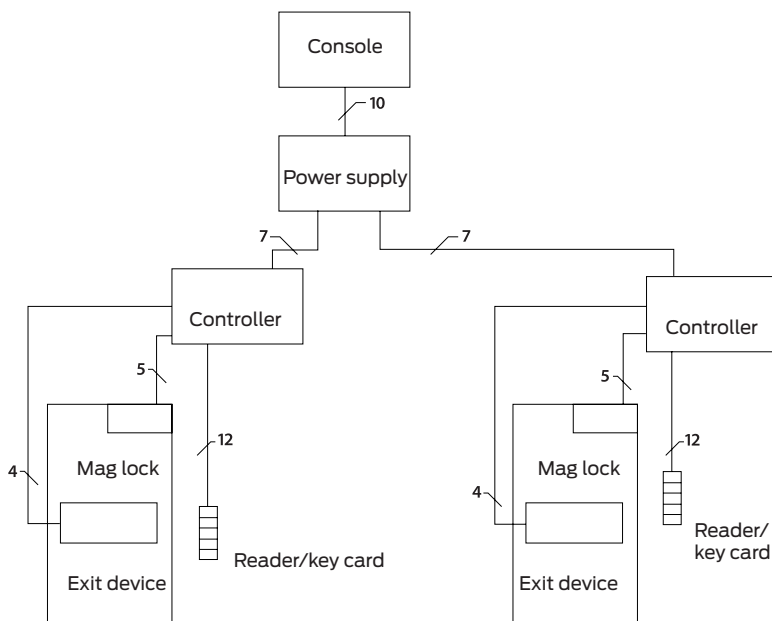 Console
10
Power supply
7
7
Controller
Controller
5
5
12
12
Mag lock
Mag lock
4
4
Reader/key card
Reader/
key card
Exit device
Exit device